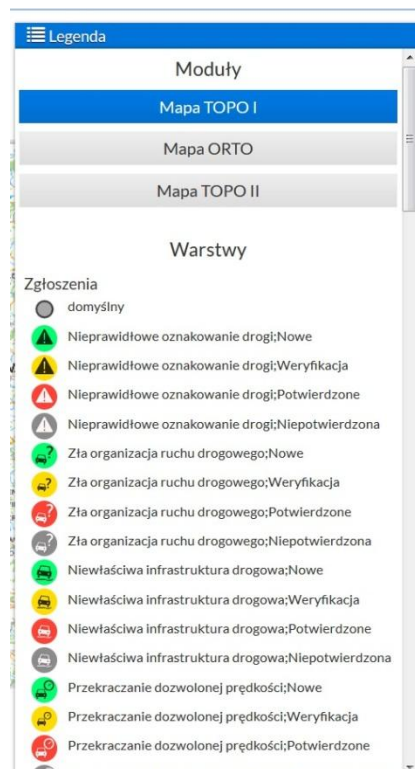 Legenda
Moduły
Mapa TOPO I
Mapa ORTO
Mapa TOPO II
Warstwy
Zgłoszenia
domyślny
Nieprawidłowe oznakowanie drogi;Nowe
Nieprawidłowe oznakowanie drogi;Weryfikacja
Nieprawidłowe oznakowanie drogi;Potwierdzone
Nieprawidłowe oznakowanie drogi;Niepotwierdzona
Zła organizacja ruchu drogowego;Nowe
Zła organizacja ruchu drogowego;Weryfikacja
Zła organizacja ruchu drogowego;Potwierdzone
Zła organizacja ruchu drogowego;Niepotwierdzona
Niewłaściwa infrastruktura drogowa;Nowe
Niewłaściwa infrastruktura drogowa;Weryfikacja
Niewłaściwa infrastruktura drogowa;Potwierdzone
Niewłaściwa infrastruktura drogowa;Niepotwierdzona
Przekraczanie dozwolonej prędkości;Nowe
Przekraczanie dozwolonej prędkości;Weryfikacja
Przekraczanie dozwolonej prędkości;Potwierdzone